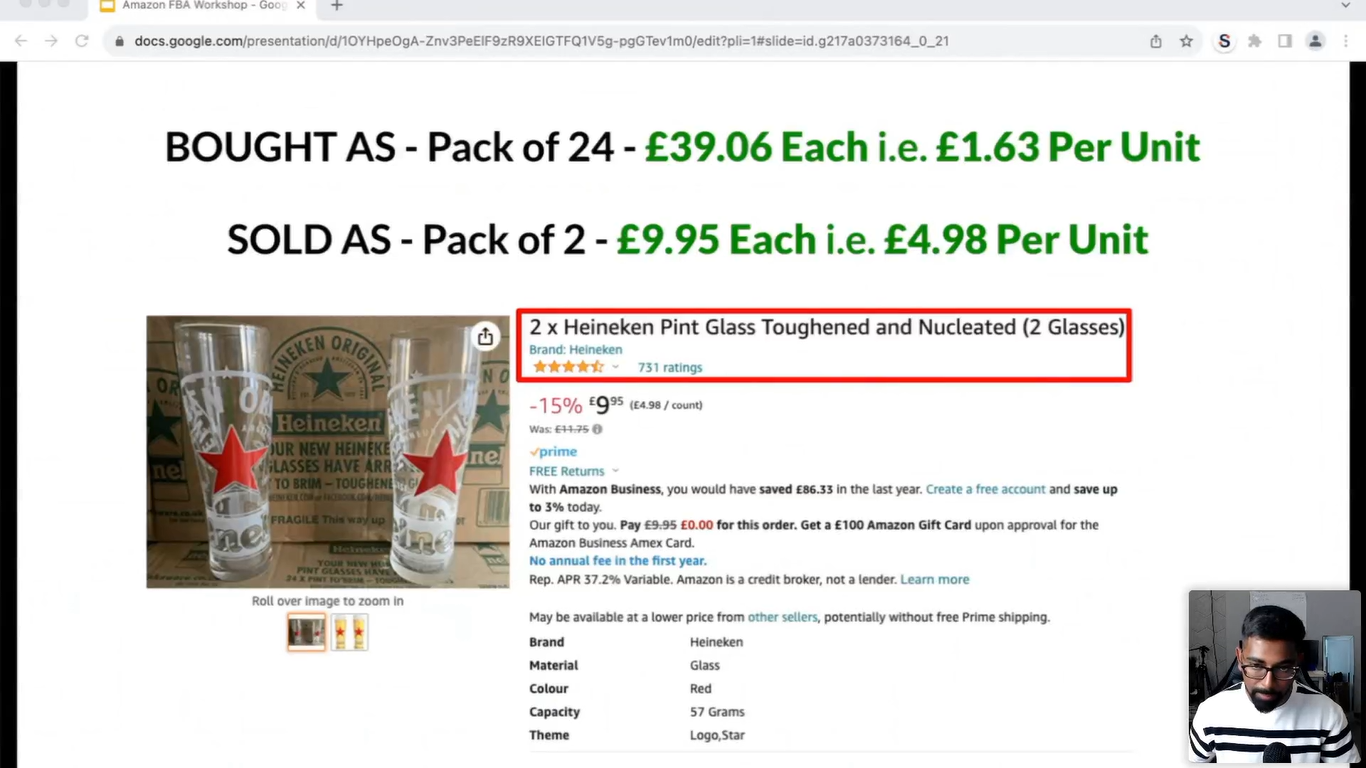 Amazon FBA Workshop - Goog
docs.google.com/presentation/d/1OYHpeOgA-Znv3PeElF9zR9XEIGTFQ1V5g-pgGTev1m0/edit?pli=1#slide=id.g217a0373164_0_21
S
BOUGHT AS - Pack of 24 - £39.06 Each i.e. £1.63 Per Unit
SOLD AS - Pack of 2 - £9.95 Each i.e. £4.98 Per Unit
HEINEKEN ORIGINAL
Heineken
OUR NEW HEINEKE
GLASSES HAVE ARR
TO BRIM – TOUGHENE
FRAGILE This way up
Heineken
24 X PINT TO BRIM
2 x Heineken Pint Glass Toughened and Nucleated (2 Glasses)
Brand: Heineken
731 ratings
-15% £9 95 (£4.98 / count)
Was: £11.75
prime
FREE Returns
With Amazon Business, you would have saved £86.33 in the last year. Create a free account and save up
to 3% today.
Our gift to you. Pay £9.95 £0.00 for this order. Get a £100 Amazon Gift Card upon approval for the
Amazon Business Amex Card.
No annual fee in the first year.
Rep. APR 37.2% Variable. Amazon is a credit broker, not a lender. Learn more
Roll over image to zoom in
May be available at a lower price from other sellers, potentially without free Prime shipping.
Brand Heineken
Material Glass
Colour Red
Capacity 57 Grams
Theme Logo,Star